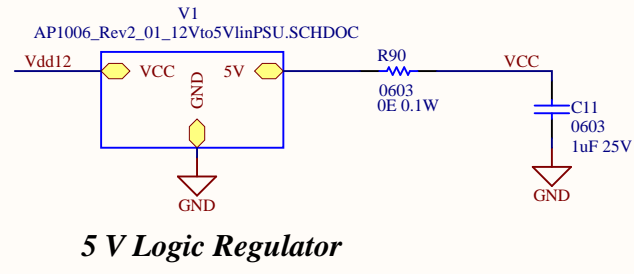 V1
AP1006_Rev2_01_12Vto5VlinPSU.SCHDOC
Vdd12
VCC
GND
5V
R90
0603
0E 0.1W
VCC
C11
0603
1uF 25V
GND
GND
5 V Logic Regulator